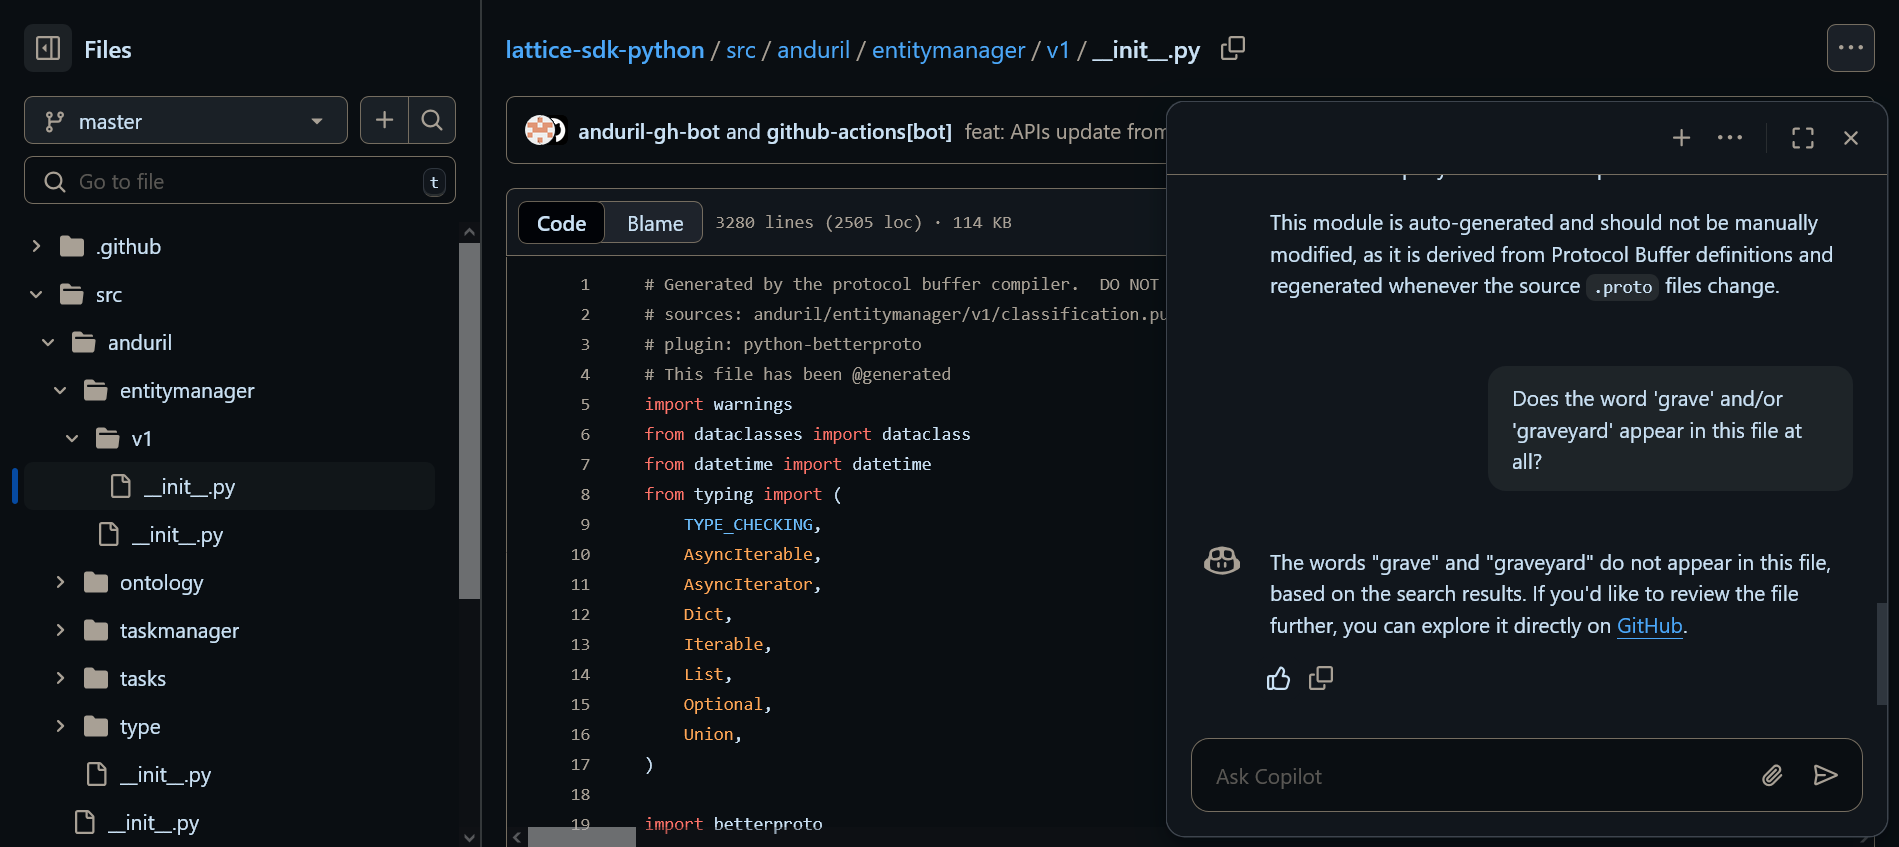 Files
master
Go to file
t
.github
src
anduril
entitymanager
v1
__init__.py
__init__.py
ontology
taskmanager
tasks
type
__init__.py
__init__.py
lattice-sdk-python / src / anduril / entitymanager / v1 / __init__.py
anduril-gh-bot and github-actions[bot] feat: APIs update from
Code Blame 3280 lines (2505 loc) · 114 KB
1 # Generated by the protocol buffer compiler.  DO NOT
2 # sources: anduril/entitymanager/v1/classification.pu
3 # plugin: python-betterproto
4 # This file has been @generated
5 import warnings
6 from dataclasses import dataclass
7 from datetime import datetime
8 from typing import (
9 TYPE_CHECKING,
10 AsyncIterable,
11 AsyncIterator,
12 Dict,
13 Iterable,
14 List,
15 Optional,
16 Union,
17 )
18
19 import betterproto
This module is auto-generated and should not be manually
modified, as it is derived from Protocol Buffer definitions and
regenerated whenever the source .proto files change.
Does the word 'grave' and/or
'graveyard' appear in this file at
all?
The words "grave" and "graveyard" do not appear in this file,
based on the search results. If you'd like to review the file
further, you can explore it directly on GitHub.
Ask Copilot